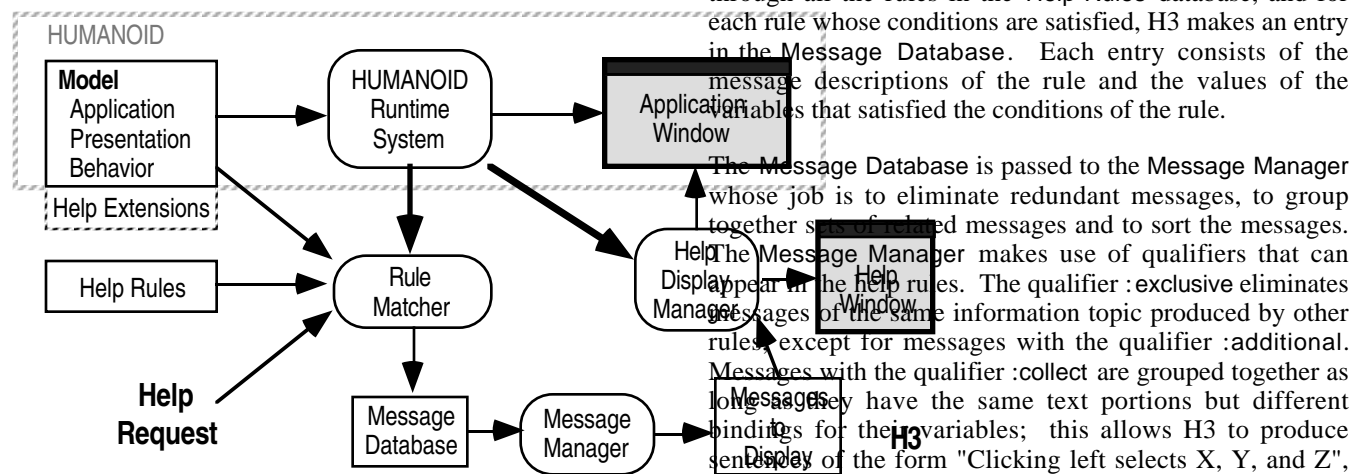 HUMANOID
Model
Application
Presentation
Behavior
Help Extensions
Help Rules
Help
Request
HUMANOID
Runtime
System
Rule
Matcher
Message
Database
Message
Manager
Application
Window
Help
Display
Manager
Help
Window
Messages
to
Display
H3
through all the rules in the Help Rules database, and for
each rule whose conditions are satisfied, H3 makes an entry
in the Message Database. Each entry consists of the
message descriptions of the rule and the values of the
variables that satisfied the conditions of the rule.
The Message Database is passed to the Message Manager
whose job is to eliminate redundant messages, to group
together sets of related messages and to sort the messages.
The Message Manager makes use of qualifiers that can
appear in the help rules. The qualifier :exclusive eliminates
messages of the same information topic produced by other
rules, except for messages with the qualifier :additional.
Messages with the qualifier :collect are grouped together as
long as they have the same text portions but different
bindings for their variables; this allows H3 to produce
sentences of the form "Clicking left selects X, Y, and Z",